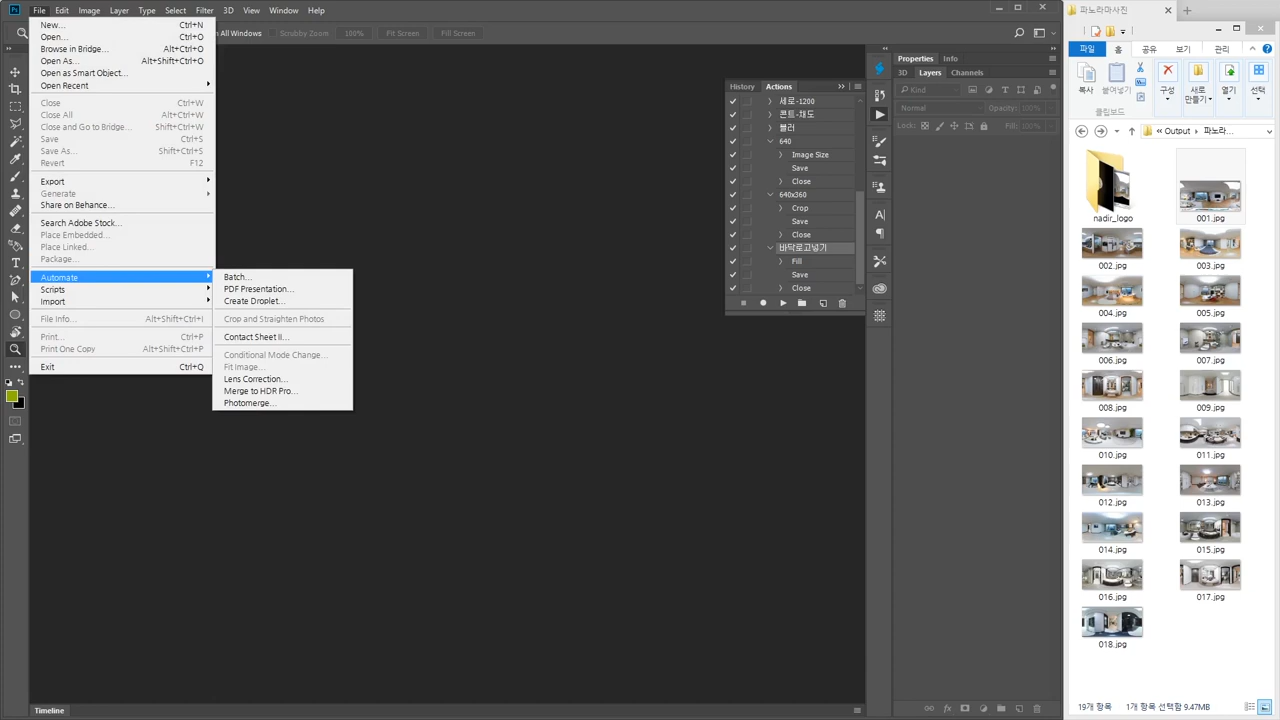 Ps File Edit Image Layer Type Select Filter 3D View Window Help
All Windows Scrubby Zoom 100% Fit Screen Fill Screen
New... Ctrl+N
Open... Ctrl+O
Browse in Bridge... Alt+Ctrl+O
Open As... Alt+Shift+Ctrl+O
Open as Smart Object...
Open Recent
Close Ctrl+W
Close All Alt+Ctrl+W
Close and Go to Bridge... Shift+Ctrl+W
Save Ctrl+S
Save As... Shift+Ctrl+S
Revert F12
Export
Generate
Share on Behance...
Search Adobe Stock...
Place Embedded...
Place Linked...
Package...
Automate
Scripts
Import
File Info... Alt+Shift+Ctrl+I
Print... Ctrl+P
Print One Copy Alt+Shift+Ctrl+P
Exit Ctrl+Q
Batch...
PDF Presentation...
Create Droplet...
Crop and Straighten Photos
Contact Sheet II...
Conditional Mode Change...
Fit Image...
Lens Correction...
Merge to HDR Pro...
Photomerge...
History Actions
세로-1200
콘트-채도
블러
640
Image Size
Save
Close
640x360
Crop
Save
Close
바닥로고넣기
Fill
Save
Close
Properties Info
3D Layers Channels
Kind
Normal Opacity: 100%
Lock: Fill: 100%
Timeline
파노라마사진
파일 홈 공유 보기 관리
복사 붙여넣기 구성 새로 만들기 열기 선택
클립보드
« Output › 파노라...
nadir_logo 001.jpg
002.jpg 003.jpg
004.jpg 005.jpg
006.jpg 007.jpg
008.jpg 009.jpg
010.jpg 011.jpg
012.jpg 013.jpg
014.jpg 015.jpg
016.jpg 017.jpg
018.jpg
19개 항목 1개 항목 선택함 9.47MB